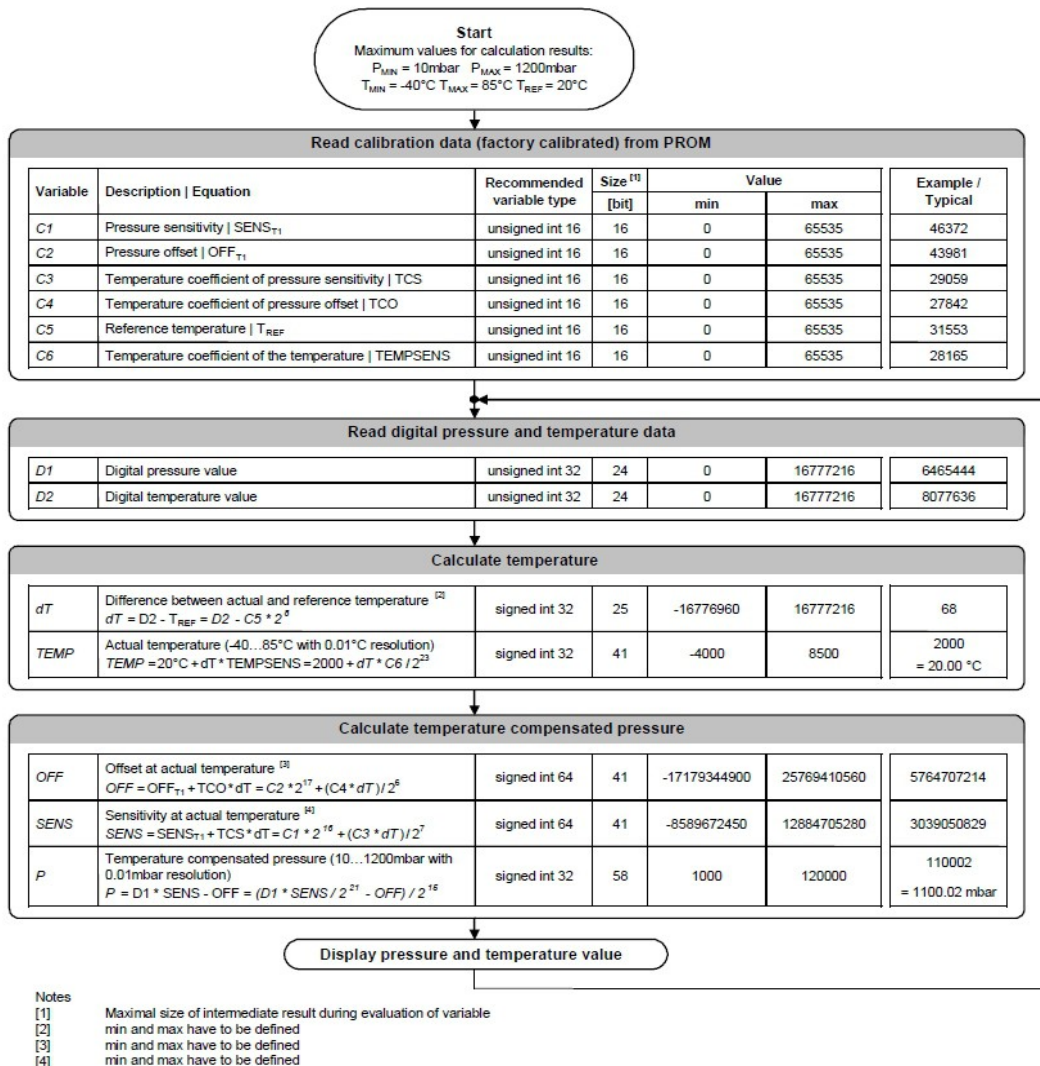 Start
Maximum values for calculation results:
P_MIN = 10mbar P_MAX = 1200mbar
T_MIN = -40°C T_MAX = 85°C T_REF = 20°C
Read calibration data (factory calibrated) from PROM
Variable Description | Equation Recommended variable type Size [1] [bit] Value min max Example / Typical
C1 Pressure sensitivity | SENS_T1 unsigned int 16 16 0 65535 46372
C2 Pressure offset | OFF_T1 unsigned int 16 16 0 65535 43981
C3 Temperature coefficient of pressure sensitivity | TCS unsigned int 16 16 0 65535 29059
C4 Temperature coefficient of pressure offset | TCO unsigned int 16 16 0 65535 27842
C5 Reference temperature | T_REF unsigned int 16 16 0 65535 31553
C6 Temperature coefficient of the temperature | TEMPSENS unsigned int 16 16 0 65535 28165
Read digital pressure and temperature data
D1 Digital pressure value unsigned int 32 24 0 16777216 6465444
D2 Digital temperature value unsigned int 32 24 0 16777216 8077636
Calculate temperature
dT Difference between actual and reference temperature [2]
dT = D2 - T_REF = D2 - C5 * 2^8 signed int 32 25 -16776960 16777216 68
TEMP Actual temperature (-40…85°C with 0.01°C resolution)
TEMP = 20°C + dT * TEMPSENS = 2000 + dT * C6 / 2^23 signed int 32 41 -4000 8500 2000
= 20.00 °C
Calculate temperature compensated pressure
OFF Offset at actual temperature [3]
OFF = OFF_T1 + TCO * dT = C2 * 2^17 + (C4 * dT) / 2^6 signed int 64 41 -17179344900 25769410560 5764707214
SENS Sensitivity at actual temperature [4]
SENS = SENS_T1 + TCS * dT = C1 * 2^16 + (C3 * dT) / 2^7 signed int 64 41 -8589672450 12884705280 3039050829
P Temperature compensated pressure (10…1200mbar with
0.01mbar resolution)
P = D1 * SENS - OFF = (D1 * SENS / 2^21 - OFF) / 2^15 signed int 32 58 1000 120000 110002
= 1100.02 mbar
Display pressure and temperature value
Notes
[1] Maximal size of intermediate result during evaluation of variable
[2] min and max have to be defined
[3] min and max have to be defined
[4] min and max have to be defined